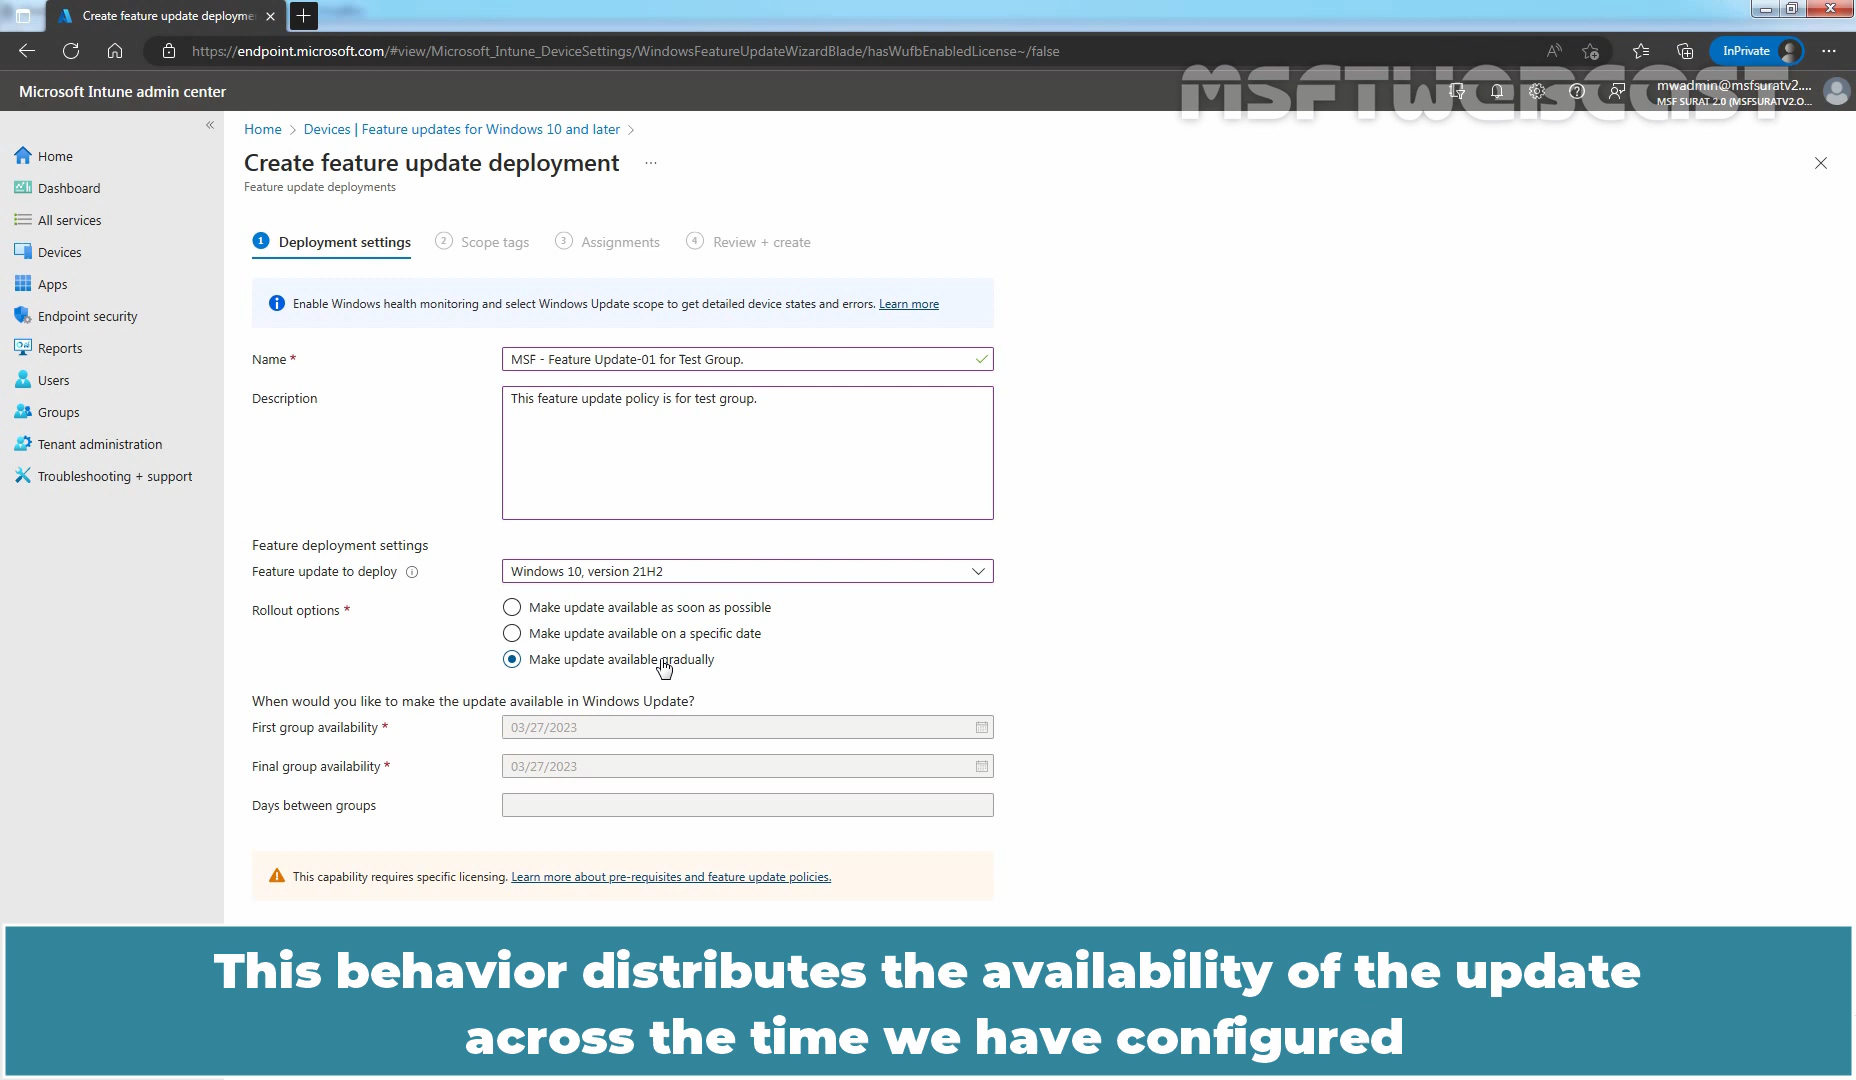 Create feature update deployme
https://endpoint.microsoft.com/#view/Microsoft_Intune_DeviceSettings/WindowsFeatureUpdateWizardBlade/hasWufbEnabledLicense~/false
InPrivate
Microsoft Intune admin center
MSFTWEBCAST
mwadmin@msfsuratv2....
MSF SURAT 2.0 (MSFSURATV2.O...
Home > Devices | Feature updates for Windows 10 and later >
Create feature update deployment ...
Feature update deployments
Home
Dashboard
All services
Devices
Apps
Endpoint security
Reports
Users
Groups
Tenant administration
Troubleshooting + support
1 Deployment settings 2 Scope tags 3 Assignments 4 Review + create
Enable Windows health monitoring and select Windows Update scope to get detailed device states and errors. Learn more
Name * MSF - Feature Update-01 for Test Group.
Description This feature update policy is for test group.
Feature deployment settings
Feature update to deploy Windows 10, version 21H2
Rollout options * Make update available as soon as possible
Make update available on a specific date
Make update available gradually
When would you like to make the update available in Windows Update?
First group availability * 03/27/2023
Final group availability * 03/27/2023
Days between groups
This capability requires specific licensing. Learn more about pre-requisites and feature update policies.
This behavior distributes the availability of the update
across the time we have configured